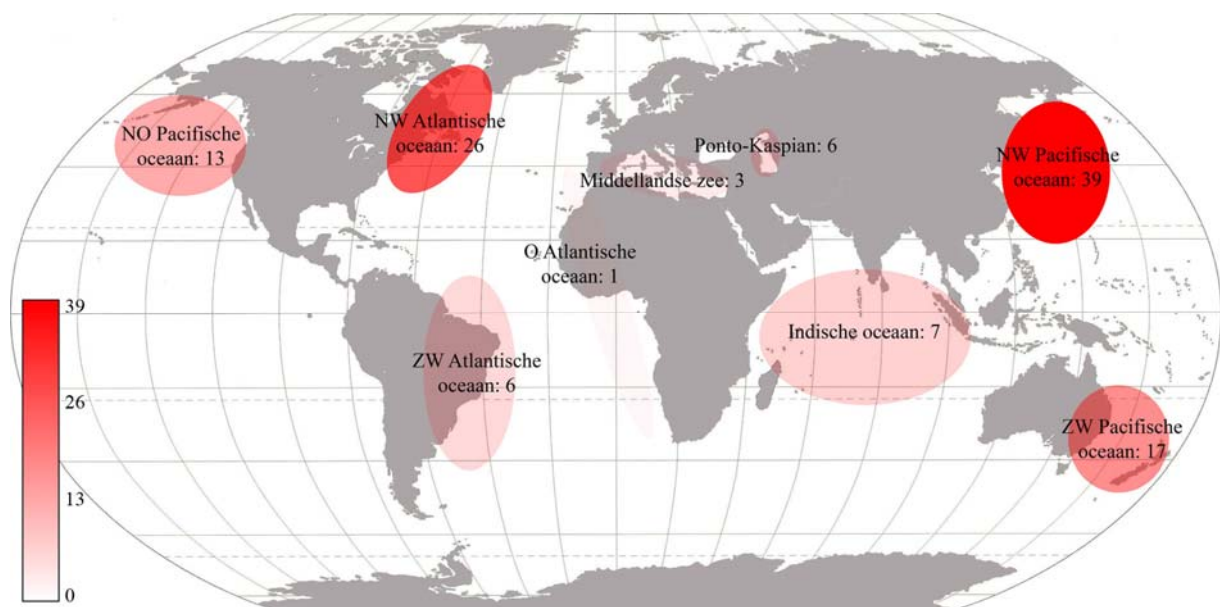 NO Pacifische
oceaan: 13
NW Atlantische
oceaan: 26
Ponto-Kaspian: 6
NW Pacifische
oceaan: 39
Middellandse zee: 3
O Atlantische
oceaan: 1
Indische oceaan: 7
ZW Atlantische
oceaan: 6
ZW Pacifische
oceaan: 17
39
26
13
0